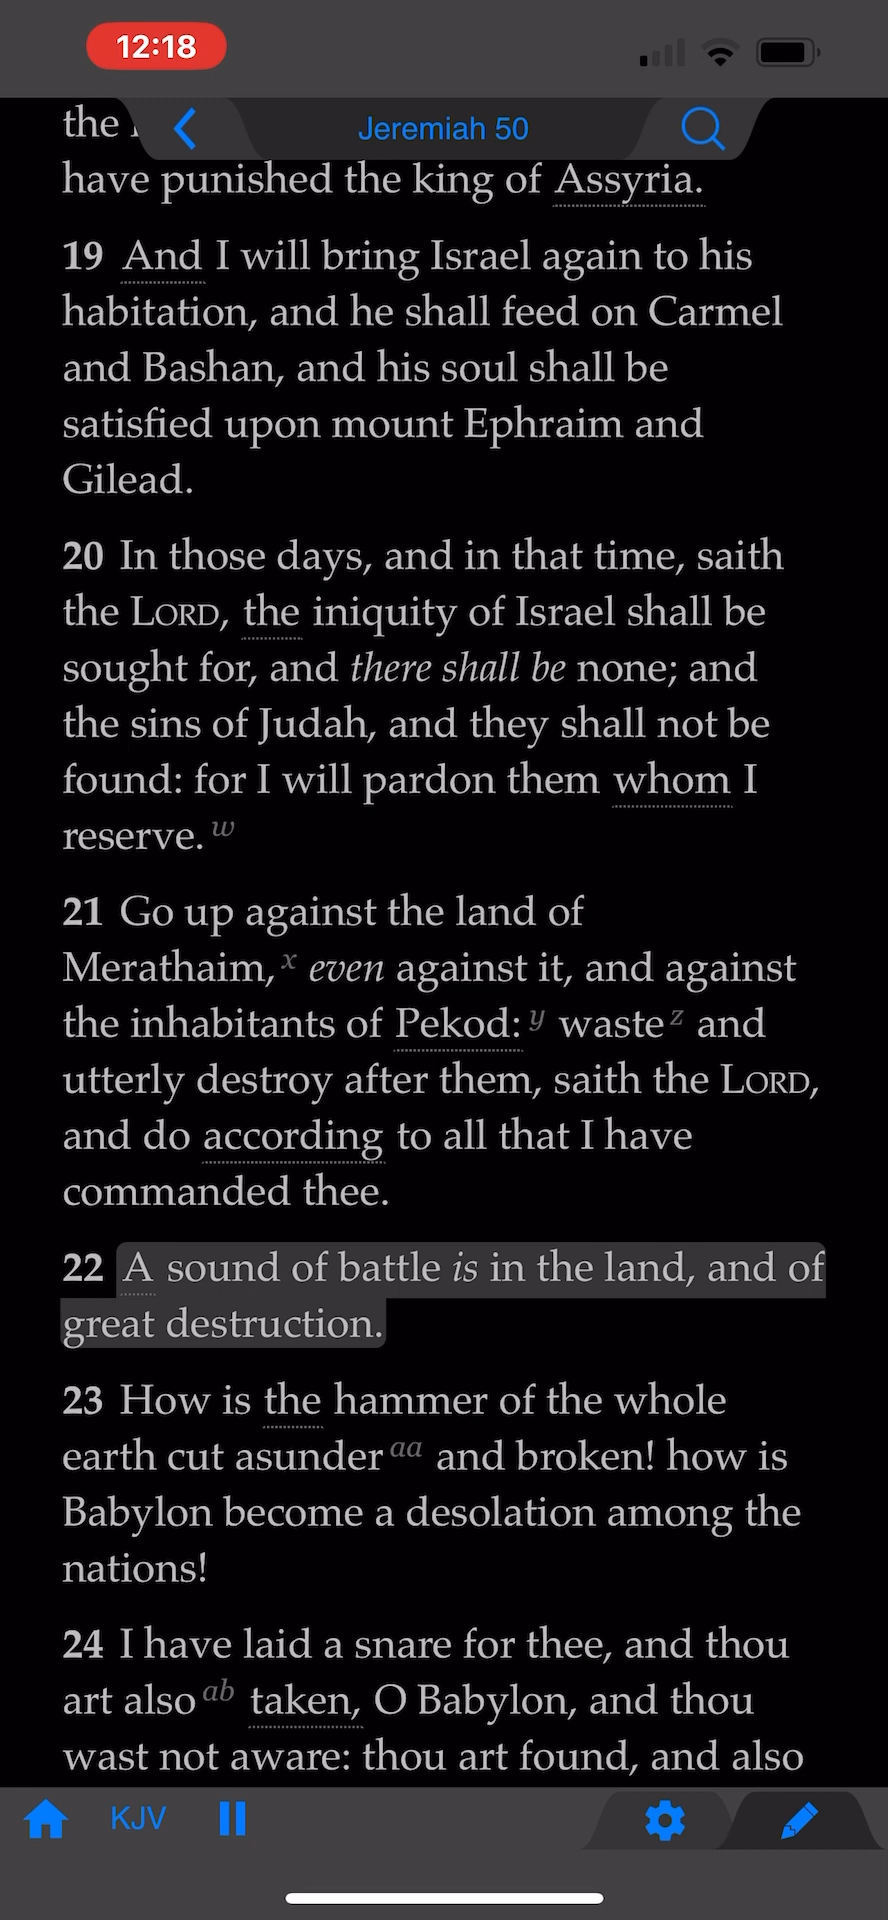 12:18
Jeremiah 50
the
have punished the king of Assyria.
19 And I will bring Israel again to his
habitation, and he shall feed on Carmel
and Bashan, and his soul shall be
satisfied upon mount Ephraim and
Gilead.
20 In those days, and in that time, saith
the LORD, the iniquity of Israel shall be
sought for, and there shall be none; and
the sins of Judah, and they shall not be
found: for I will pardon them whom I
reserve. w
21 Go up against the land of
Merathaim, x even against it, and against
the inhabitants of Pekod: y waste z and
utterly destroy after them, saith the LORD,
and do according to all that I have
commanded thee.
22 A sound of battle is in the land, and of
great destruction.
23 How is the hammer of the whole
earth cut asunder aa and broken! how is
Babylon become a desolation among the
nations!
24 I have laid a snare for thee, and thou
art also ab taken, O Babylon, and thou
wast not aware: thou art found, and also
KJV